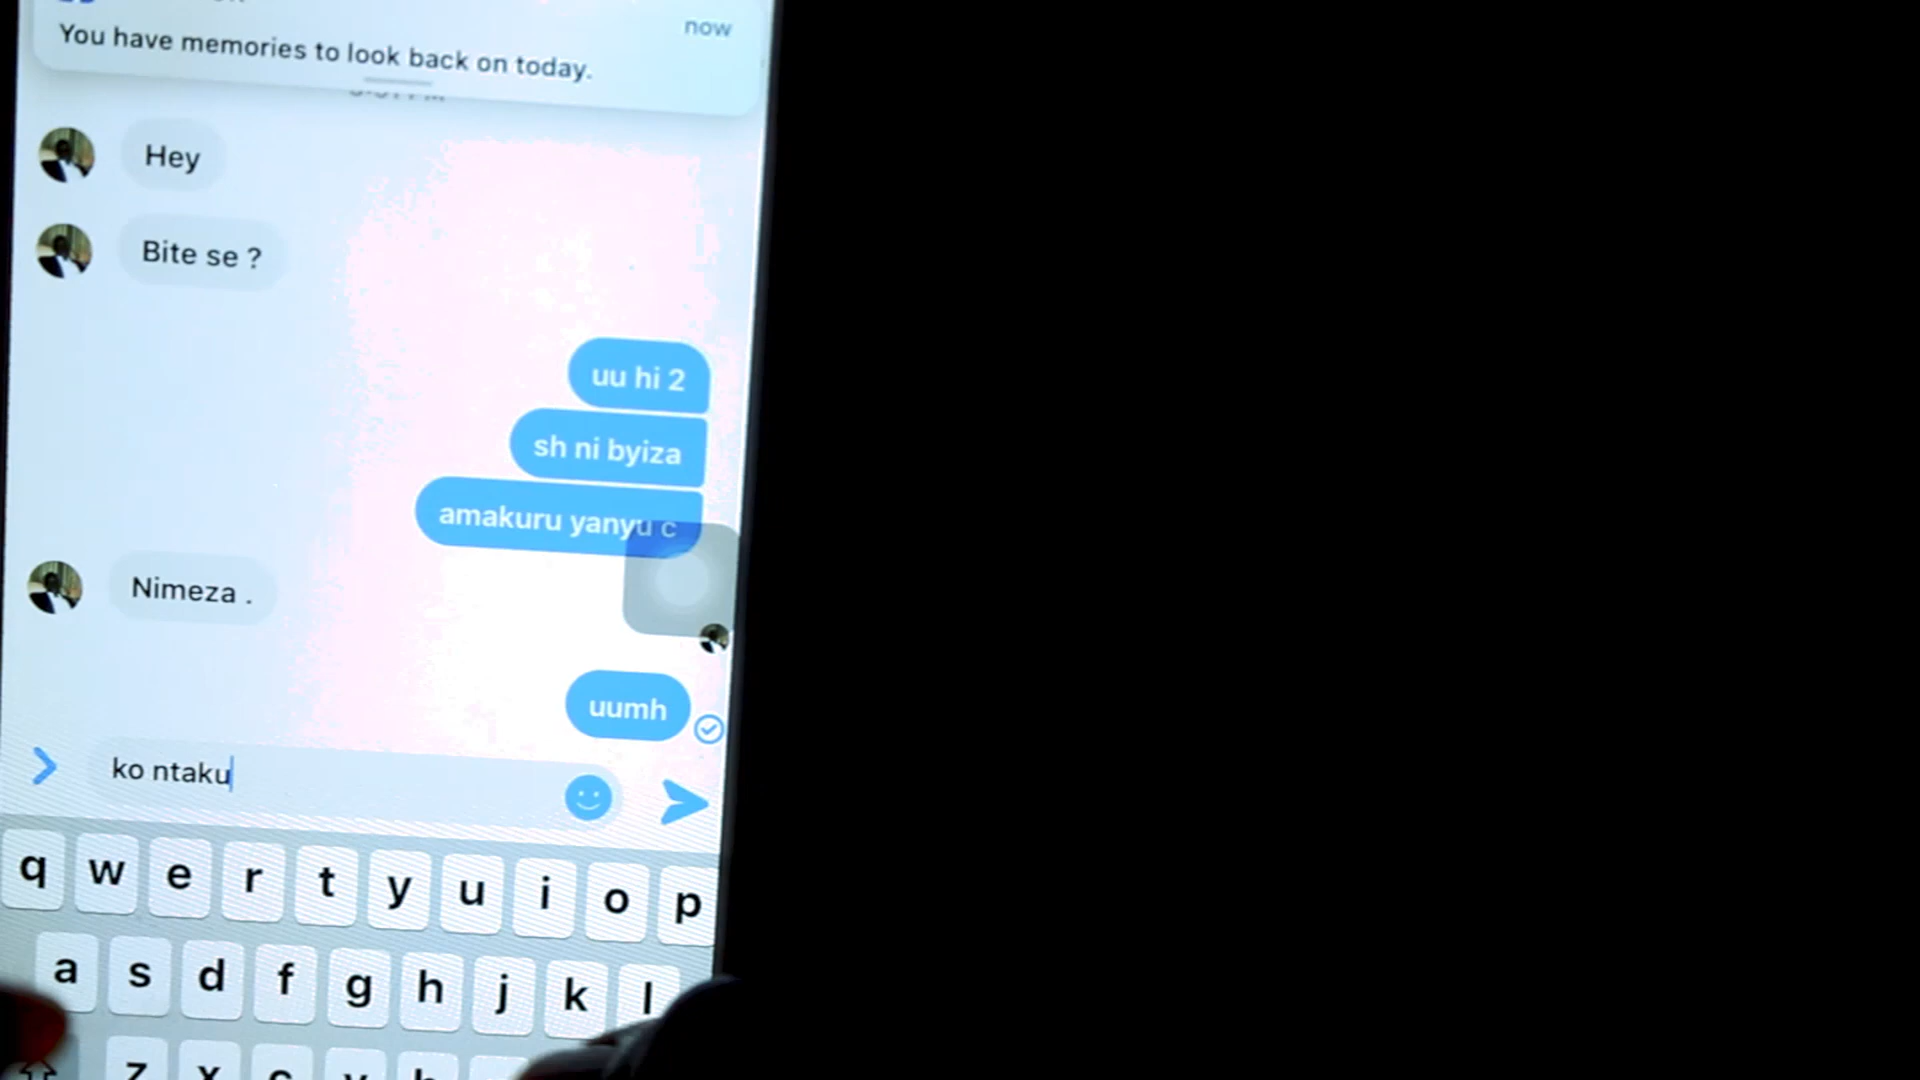 now
You have memories to look back on today.
Hey
Bite se ?
uu hi 2
sh ni byiza
amakuru yanyu c
Nimeza .
uumh
ko ntaku
q w e r t y u i o p
a s d f g h j k l
z x c v b